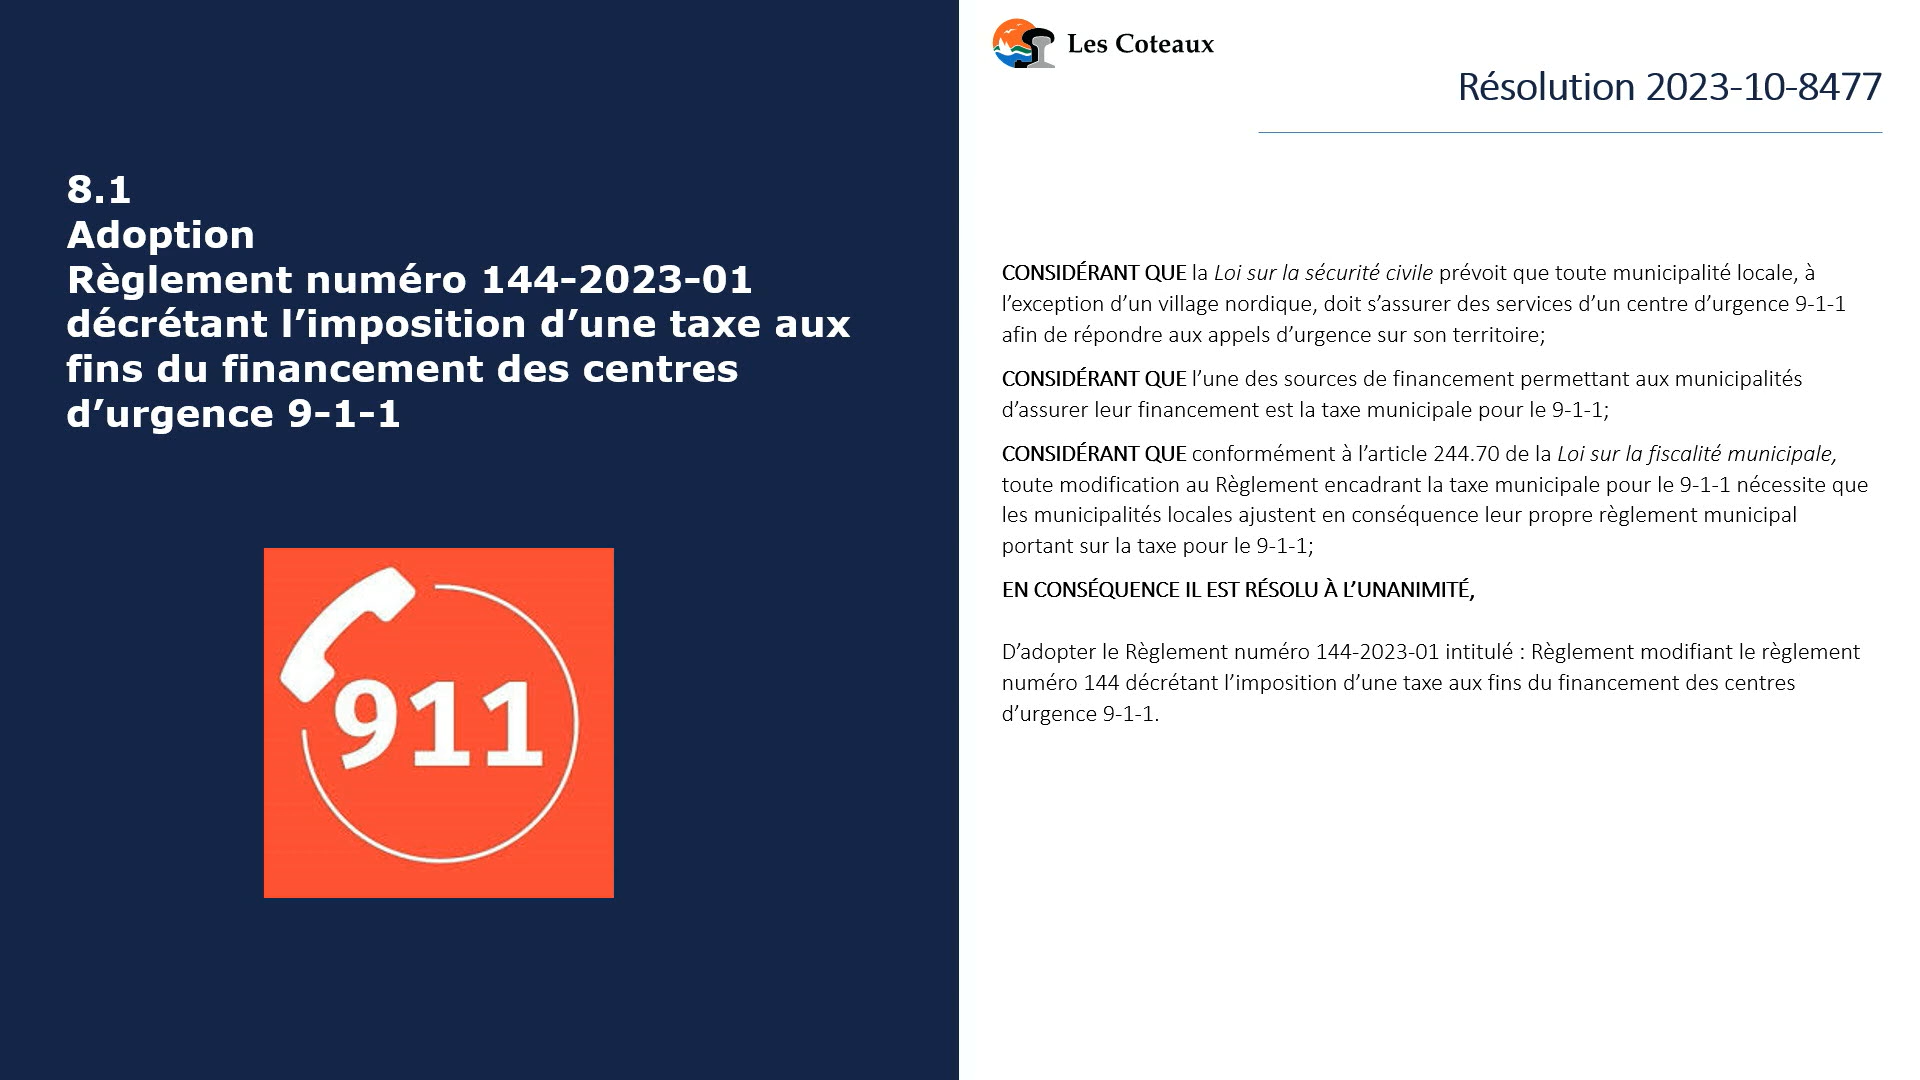 8.1
Adoption
Règlement numéro 144-2023-01
décrétant l’imposition d’une taxe aux
fins du financement des centres
d’urgence 9-1-1
911
Les Coteaux
Résolution 2023-10-8477
CONSIDÉRANT QUE la Loi sur la sécurité civile prévoit que toute municipalité locale, à
l’exception d’un village nordique, doit s’assurer des services d’un centre d’urgence 9-1-1
afin de répondre aux appels d’urgence sur son territoire;
CONSIDÉRANT QUE l’une des sources de financement permettant aux municipalités
d’assurer leur financement est la taxe municipale pour le 9-1-1;
CONSIDÉRANT QUE conformément à l’article 244.70 de la Loi sur la fiscalité municipale,
toute modification au Règlement encadrant la taxe municipale pour le 9-1-1 nécessite que
les municipalités locales ajustent en conséquence leur propre règlement municipal
portant sur la taxe pour le 9-1-1;
EN CONSÉQUENCE IL EST RÉSOLU À L’UNANIMITÉ,
D’adopter le Règlement numéro 144-2023-01 intitulé : Règlement modifiant le règlement
numéro 144 décrétant l’imposition d’une taxe aux fins du financement des centres
d’urgence 9-1-1.